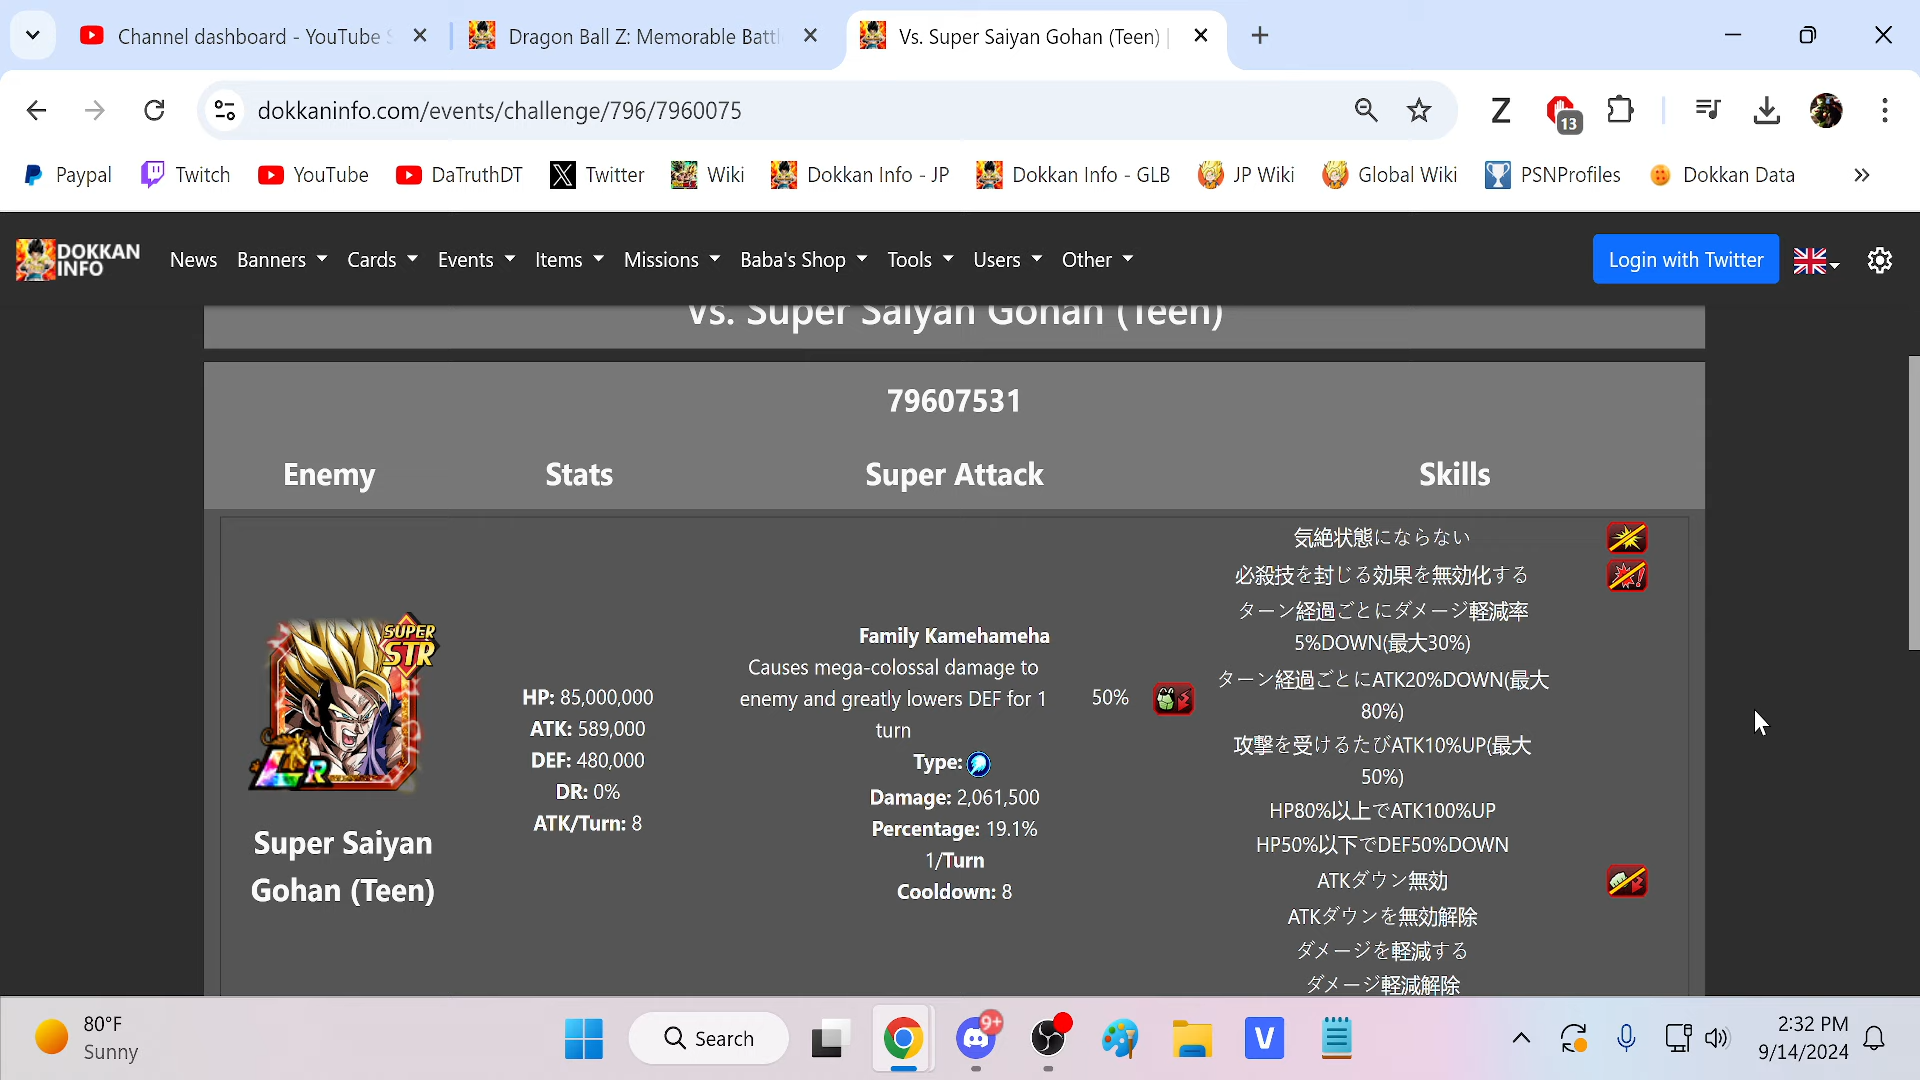 Channel dashboard - YouTube S
Dragon Ball Z: Memorable Battl
Vs. Super Saiyan Gohan (Teen) |
dokkaninfo.com/events/challenge/796/7960075
Z
13
Paypal
Twitch
YouTube
DaTruthDT
Twitter
Wiki
Dokkan Info - JP
Dokkan Info - GLB
JP Wiki
Global Wiki
PSNProfiles
Dokkan Data
DOKKAN
INFO
News
Banners
Cards
Events
Items
Missions
Baba's Shop
Tools
Users
Other
Login with Twitter
Vs. Super Saiyan Gohan (Teen)
79607531
Enemy
Stats
Super Attack
Skills
SUPER
STR
LR
Super Saiyan
Gohan (Teen)
HP: 85,000,000
ATK: 589,000
DEF: 480,000
DR: 0%
ATK/Turn: 8
Family Kamehameha
Causes mega-colossal damage to
enemy and greatly lowers DEF for 1
turn
50%
Type:
Damage: 2,061,500
Percentage: 19.1%
1/Turn
Cooldown: 8
気絶状態にならない
必殺技を封じる効果を無効化する
ターン経過ごとにダメージ軽減率
5%DOWN(最大30%)
ターン経過ごとにATK20%DOWN(最大
80%)
攻撃を受けるたびATK10%UP(最大
50%)
HP80%以上でATK100%UP
HP50%以下でDEF50%DOWN
ATKダウン無効
ATKダウンを無効解除
ダメージを軽減する
ダメージ軽減解除
80°F
Sunny
Search
9+
V
2:32 PM
9/14/2024